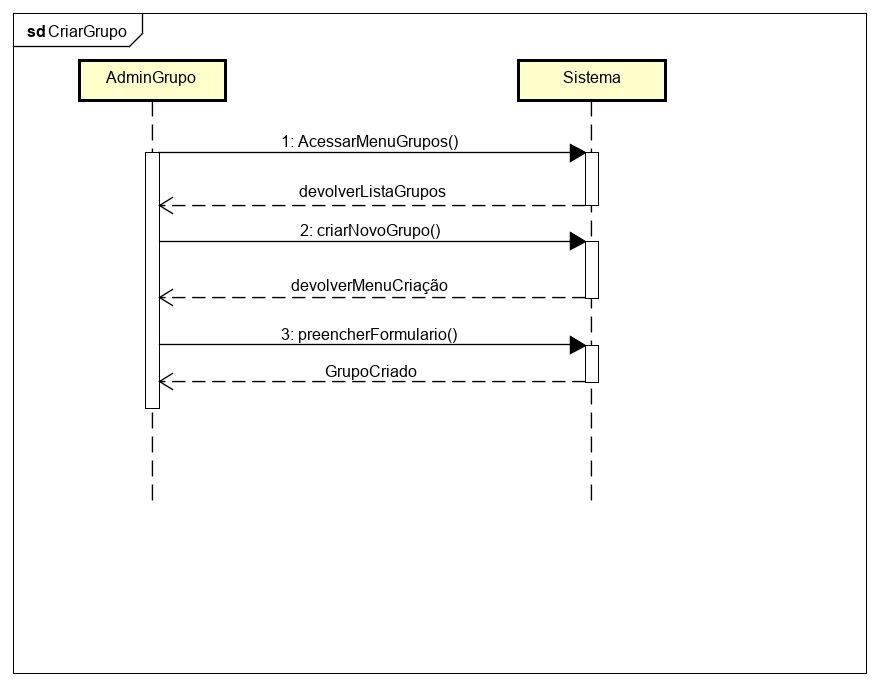 sd CriarGrupo
AdminGrupo
Sistema
1: AcessarMenuGrupos()
devolverListaGrupos
2: criarNovoGrupo()
devolverMenuCriação
3: preencherFormulario()
GrupoCriado